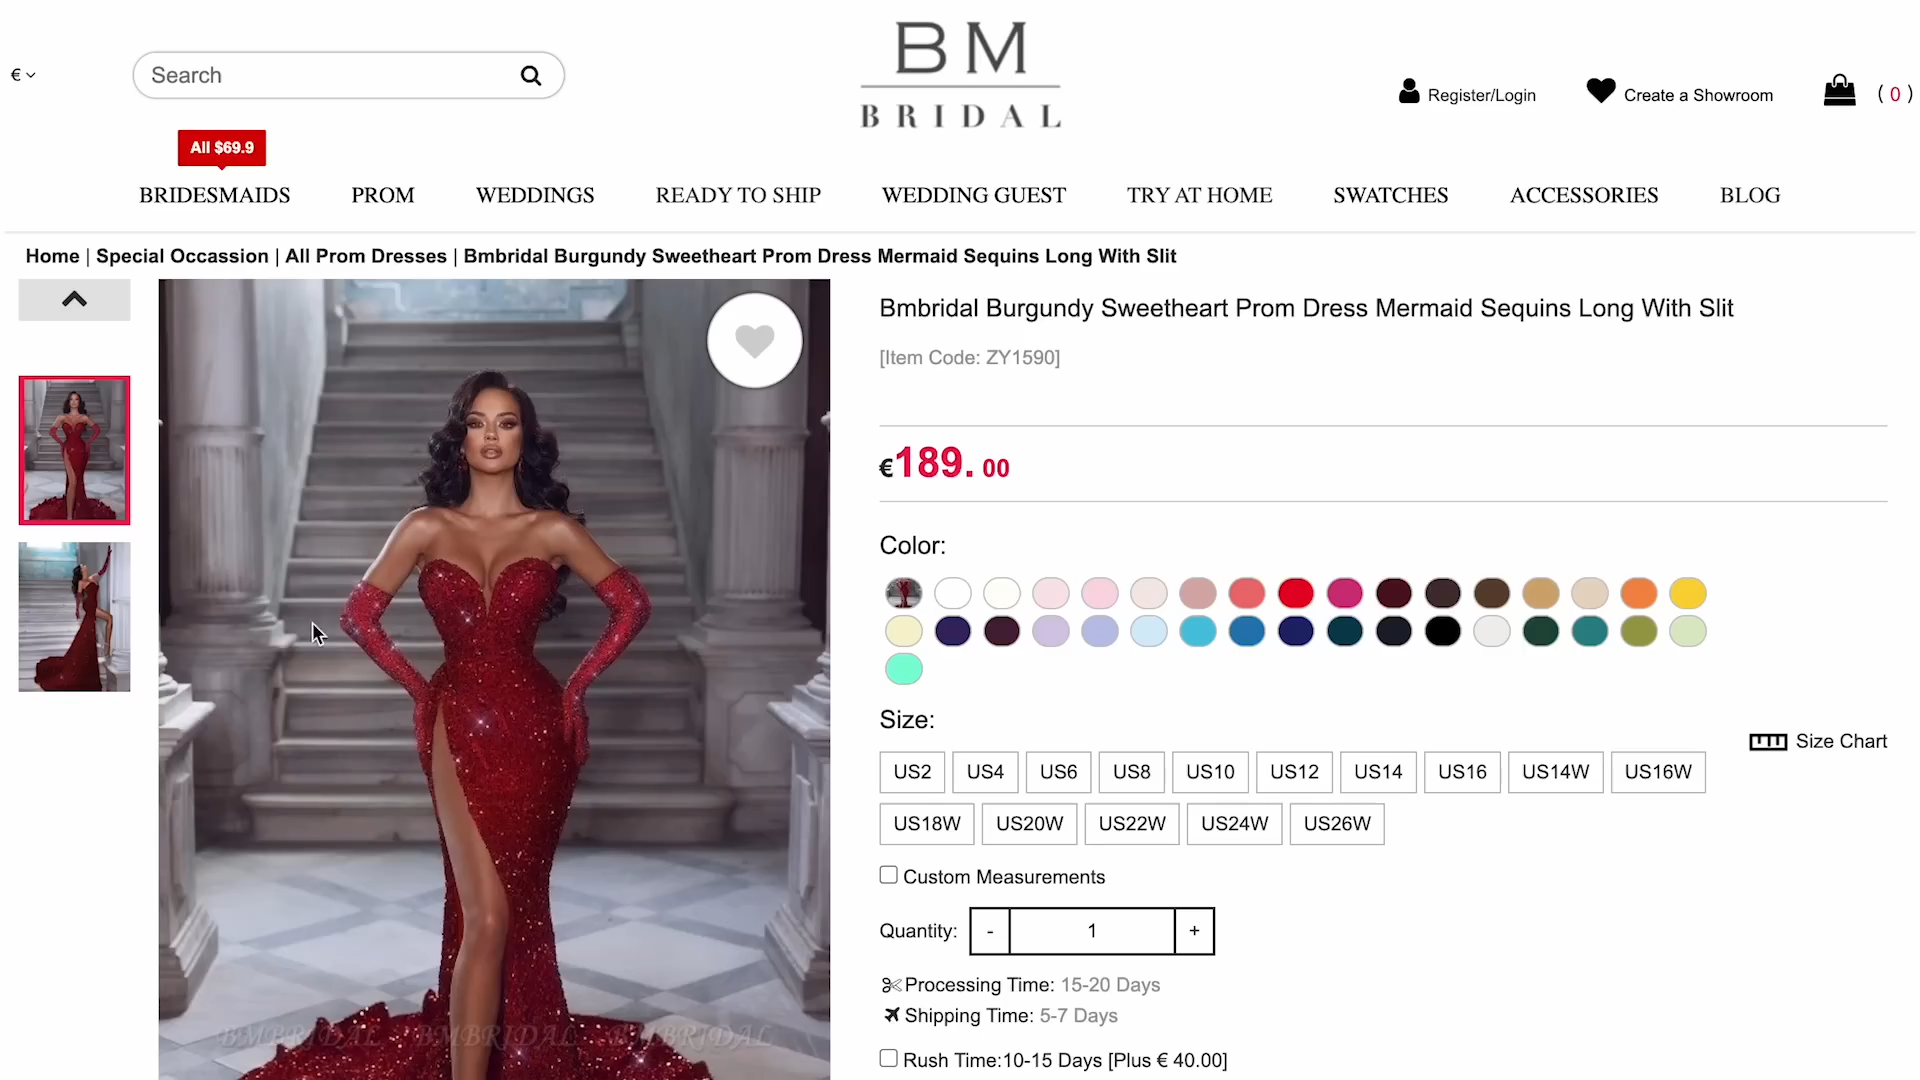 €
Search
BM
BRIDAL
Register/Login
Create a Showroom
( 0 )
All $69.9
BRIDESMAIDS
PROM
WEDDINGS
READY TO SHIP
WEDDING GUEST
TRY AT HOME
SWATCHES
ACCESSORIES
BLOG
Home | Special Occassion | All Prom Dresses | Bmbridal Burgundy Sweetheart Prom Dress Mermaid Sequins Long With Slit
Bmbridal Burgundy Sweetheart Prom Dress Mermaid Sequins Long With Slit
[Item Code: ZY1590]
€189. 00
Color:
Size:
Size Chart
US2 US4 US6 US8 US10 US12 US14 US16 US14W US16W
US18W US20W US22W US24W US26W
Custom Measurements
Quantity: - 1 +
Processing Time: 15-20 Days
Shipping Time: 5-7 Days
Rush Time:10-15 Days [Plus € 40.00]
BMBRIDAL BMBRIDAL BMBRIDAL